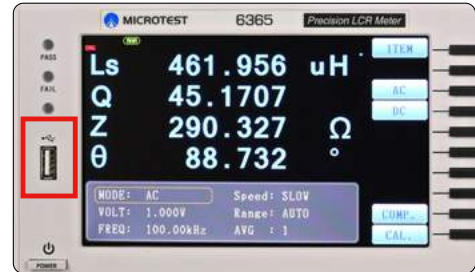 MICROTEST 6365 Precision LCR Meter
PASS
FAIL
Ls 461.956 uH
Q 45.1707
Z 290.327 Ω
θ 88.732 °
ITEM
AC
DC
MODE: AC Speed: SLOW
VOLT: 1.000V Range: AUTO
FREQ: 100.00kHz AVG : 1
COMP.
CAL.
POWER